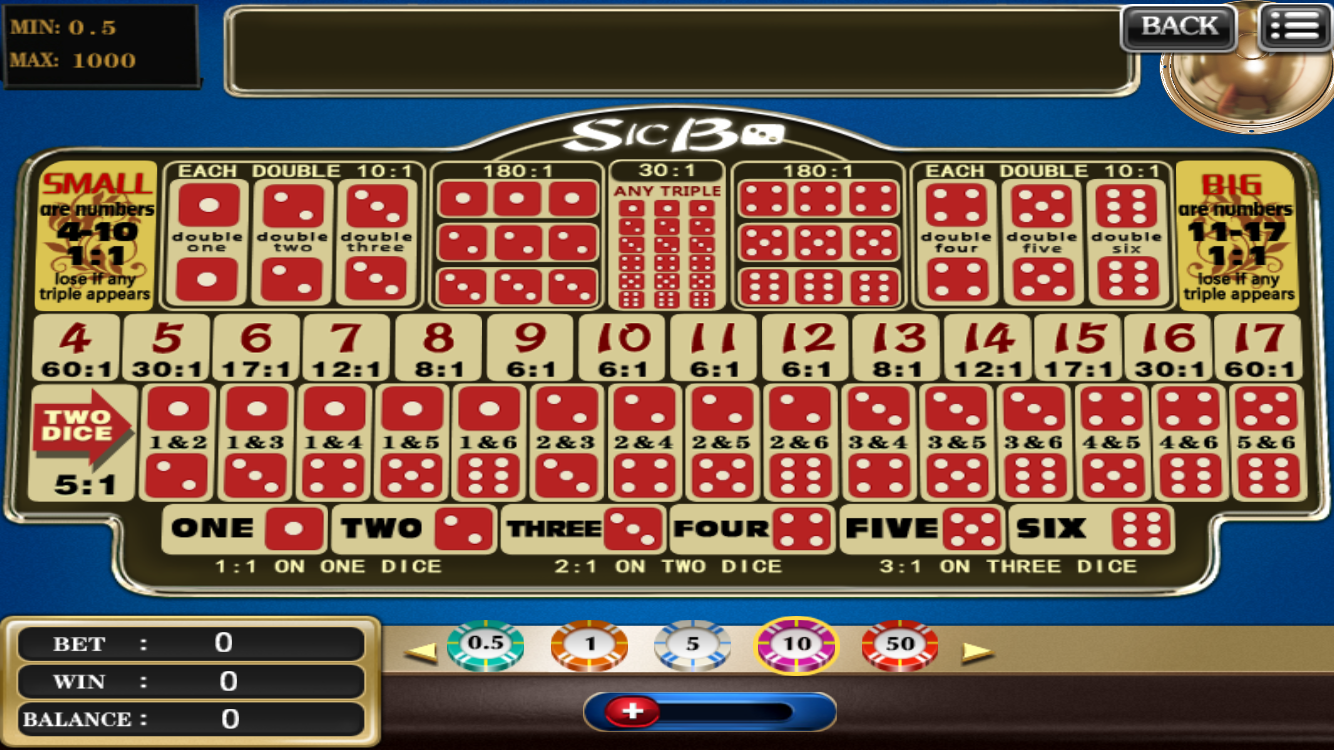 MIN: 0.5
MAX: 1000
BACK
SIC BO
SMALL
are numbers
4-10
1:1
lose if any
triple appears
EACH DOUBLE 10:1
double one
double two
double three
180:1
30:1
ANY TRIPLE
180:1
EACH DOUBLE 10:1
double four
double five
double six
BIG
are numbers
11-17
1:1
lose if any
triple appears
4 5 6 7 8 9 10 11 12 13 14 15 16 17
60:1 30:1 17:1 12:1 8:1 6:1 6:1 6:1 6:1 8:1 12:1 17:1 30:1 60:1
TWO
DICE
5:1
1&2 1&3 1&4 1&5 1&6 2&3 2&4 2&5 2&6 3&4 3&5 3&6 4&5 4&6 5&6
ONE TWO THREE FOUR FIVE SIX
1:1 ON ONE DICE 2:1 ON TWO DICE 3:1 ON THREE DICE
BET : 0
WIN : 0
BALANCE : 0
0.5 1 5 10 50